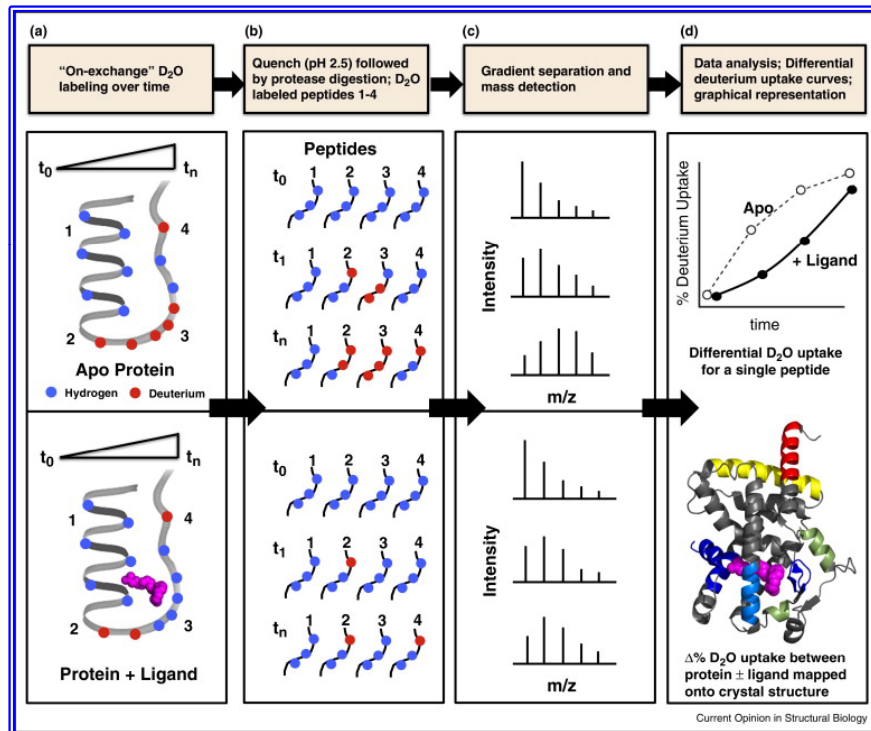 (a)
(b)
(c)
(d)
“On-exchange” D₂O
labeling over time
Quench (pH 2.5) followed
by protease digestion; D₂O
labeled peptides 1-4
Gradient separation and
mass detection
Data analysis; Differential
deuterium uptake curves;
graphical representation
t₀
tₙ
1
4
2
3
Apo Protein
Hydrogen
Deuterium
Peptides
1 2 3 4
t₀
1 2 3 4
t₁
1 2 3 4
tₙ
Intensity
m/z
% Deuterium Uptake
Apo
+ Ligand
time
Differential D₂O uptake
for a single peptide
t₀
tₙ
1
4
2
3
Protein + Ligand
1 2 3 4
t₀
1 2 3 4
t₁
1 2 3 4
tₙ
Intensity
m/z
Δ% D₂O uptake between
protein ± ligand mapped
onto crystal structure
Current Opinion in Structural Biology